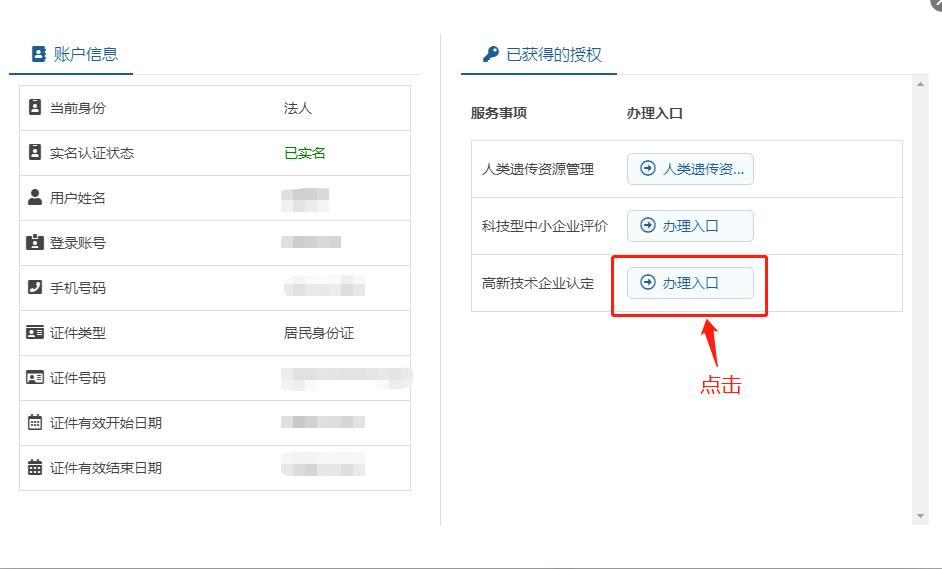 账户信息
当前身份 法人
实名认证状态 已实名
用户姓名
登录账号
手机号码
证件类型 居民身份证
证件号码
证件有效开始日期
证件有效结束日期
已获得的授权
服务事项 办理入口
人类遗传资源管理 人类遗传资...
科技型中小企业评价 办理入口
高新技术企业认定 办理入口
点击